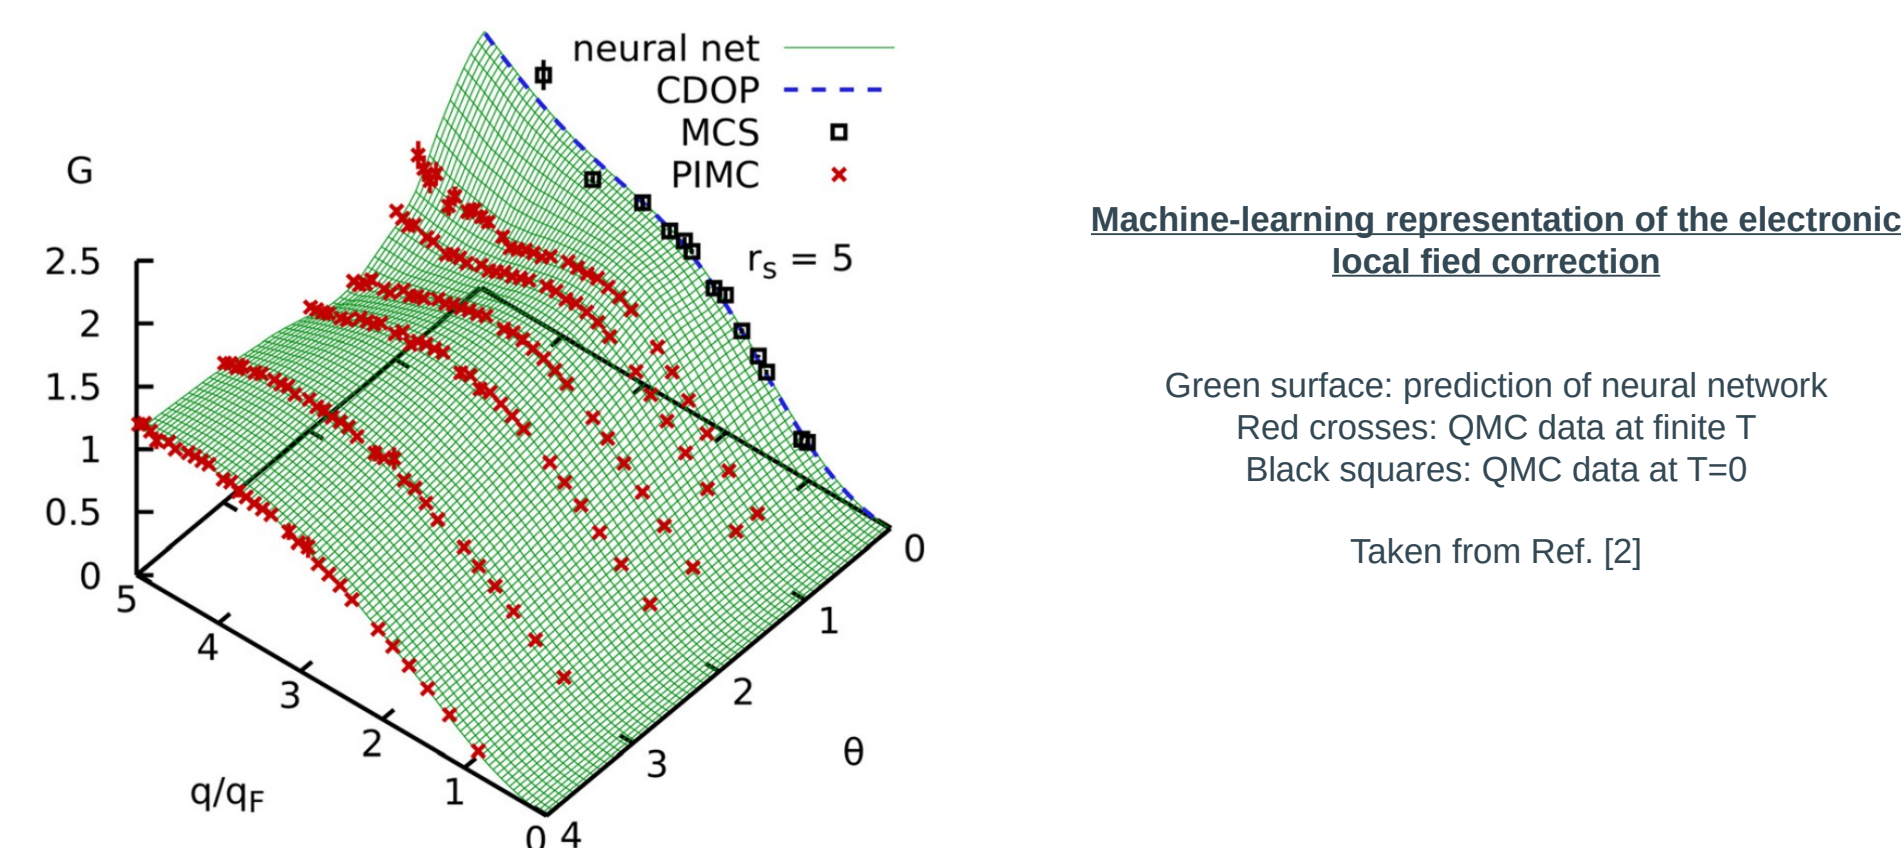 neural net
CDOP
MCS
PIMC
G
r_s = 5
2.5
2
1.5
1
0.5
0
5
4
3
2
1
0
4
3
2
1
0
q/q_F
θ
Machine-learning representation of the electronic
local fied correction
Green surface: prediction of neural network
Red crosses: QMC data at finite T
Black squares: QMC data at T=0
Taken from Ref. [2]